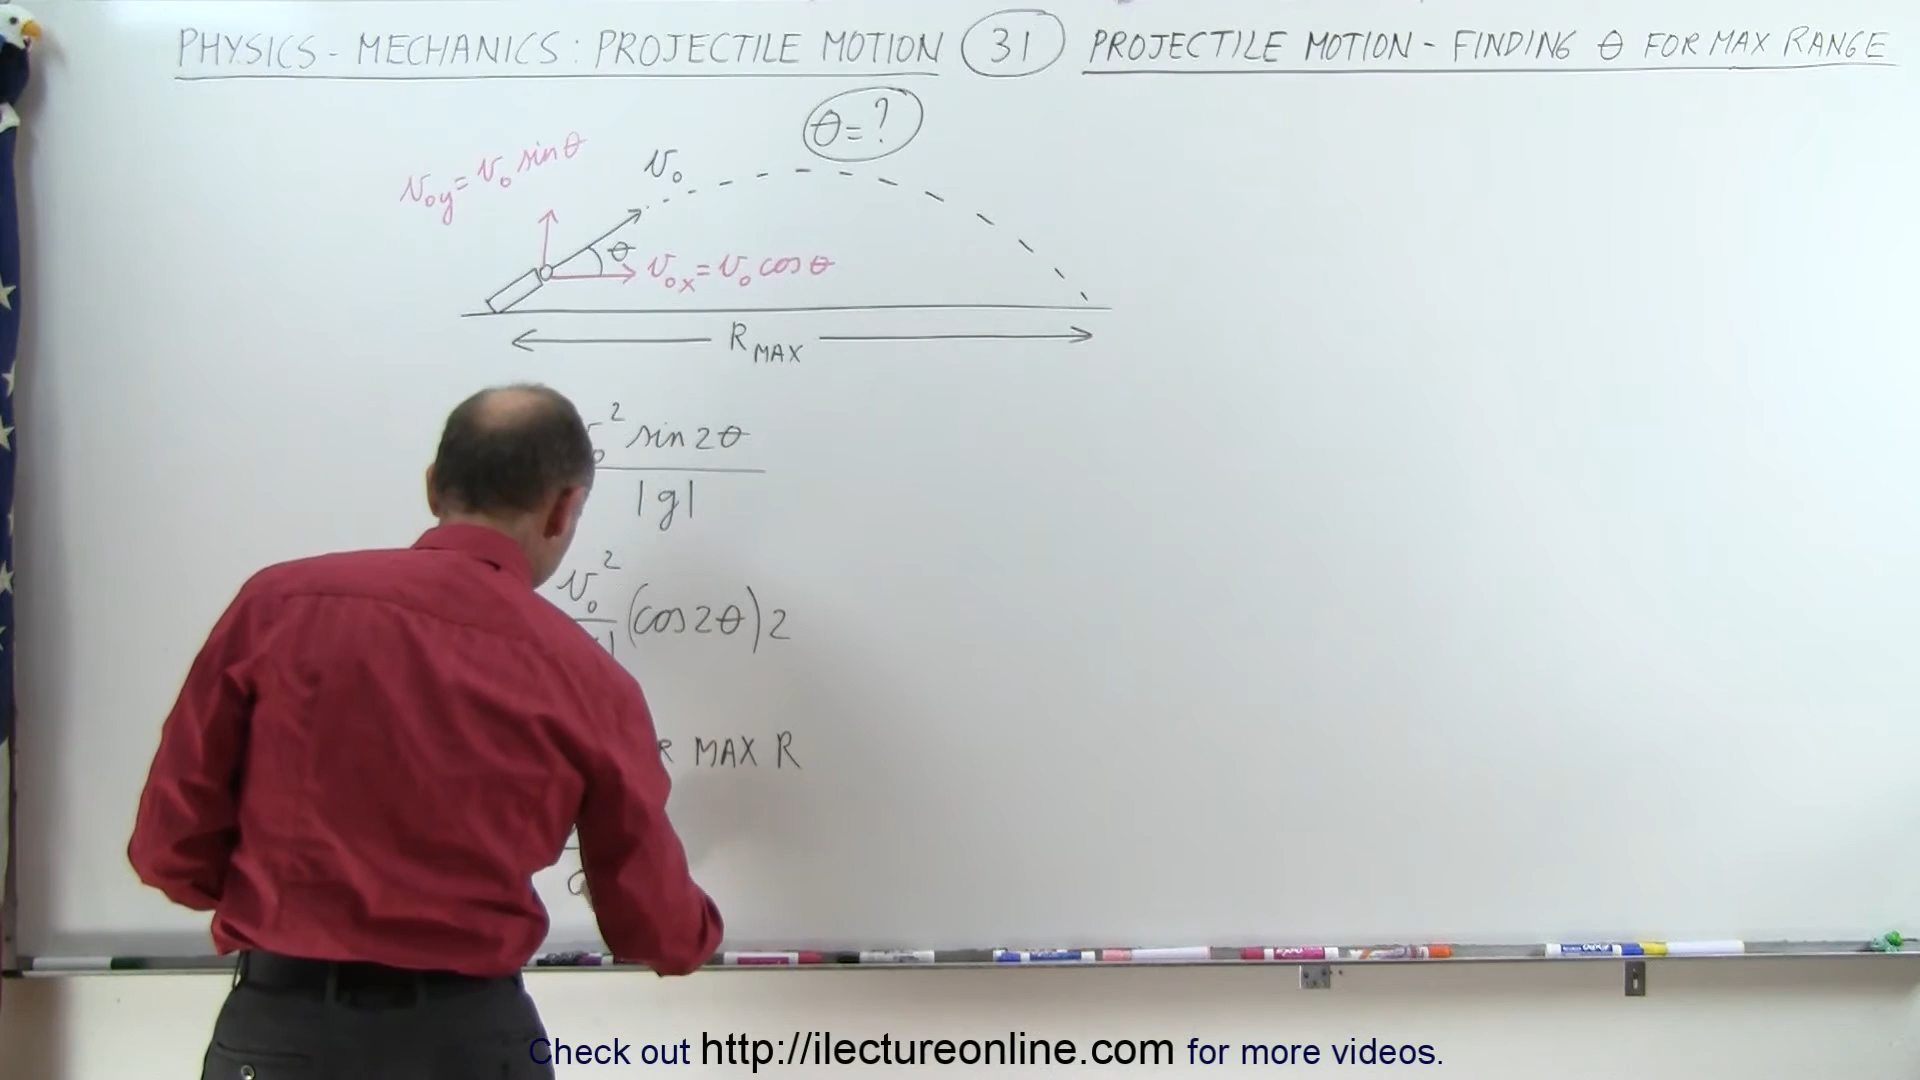 PHYSICS - MECHANICS: PROJECTILE MOTION 31 PROJECTILE MOTION - FINDING θ FOR MAX RANGE
θ = ?
v₀y = v₀ sin θ
v₀
θ
v₀x = v₀ cos θ
R MAX
² sin 2θ
|g|
v₀²
(cos 2θ) 2
MAX R
Check out http://ilectureonline.com for more videos.